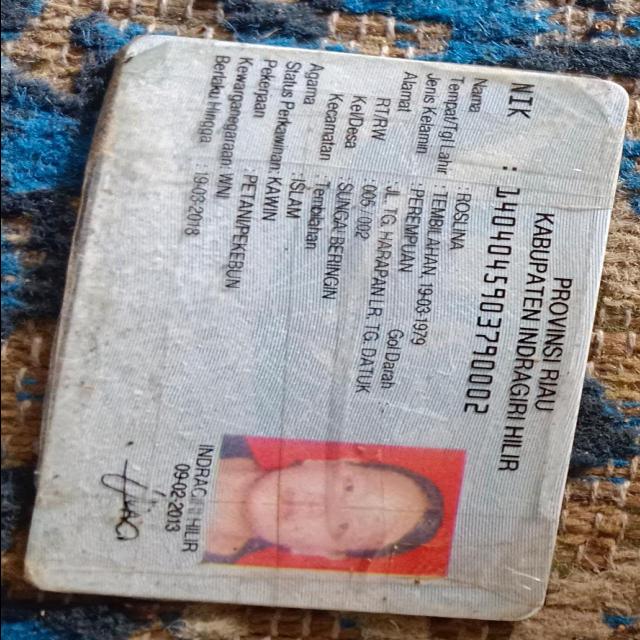 PROVINSI RIAU
KABUPATEN INDRAGIRI HILIR
NIK : 1404045903790002
Nama : ROSLINA
Tempat/Tgl Lahir : TEMBILAHAN, 19-03-1979
Jenis Kelamin : PEREMPUAN Gol Darah
Alamat : JL. TG. HARAPAN LR. TG. DATUK
RT/RW : 005 / 002
Kel/Desa : SUNGAI BERINGIN
Kecamatan : Tembilahan
Agama : ISLAM
Status Perkawinan: KAWIN
Pekerjaan : PETANI/PEKEBUN
Kewarganegaraan: WNI
Berlaku Hingga : 19-03-2018
INDRAGIRI HILIR
09-02-2013